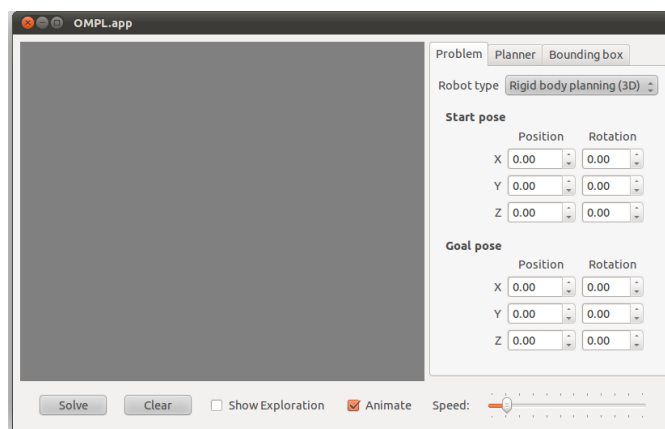 OMPL.app
Problem Planner Bounding box
Robot type Rigid body planning (3D)
Start pose
Position Rotation
X 0.00 0.00
Y 0.00 0.00
Z 0.00 0.00
Goal pose
Position Rotation
X 0.00 0.00
Y 0.00 0.00
Z 0.00 0.00
Solve Clear Show Exploration Animate Speed: